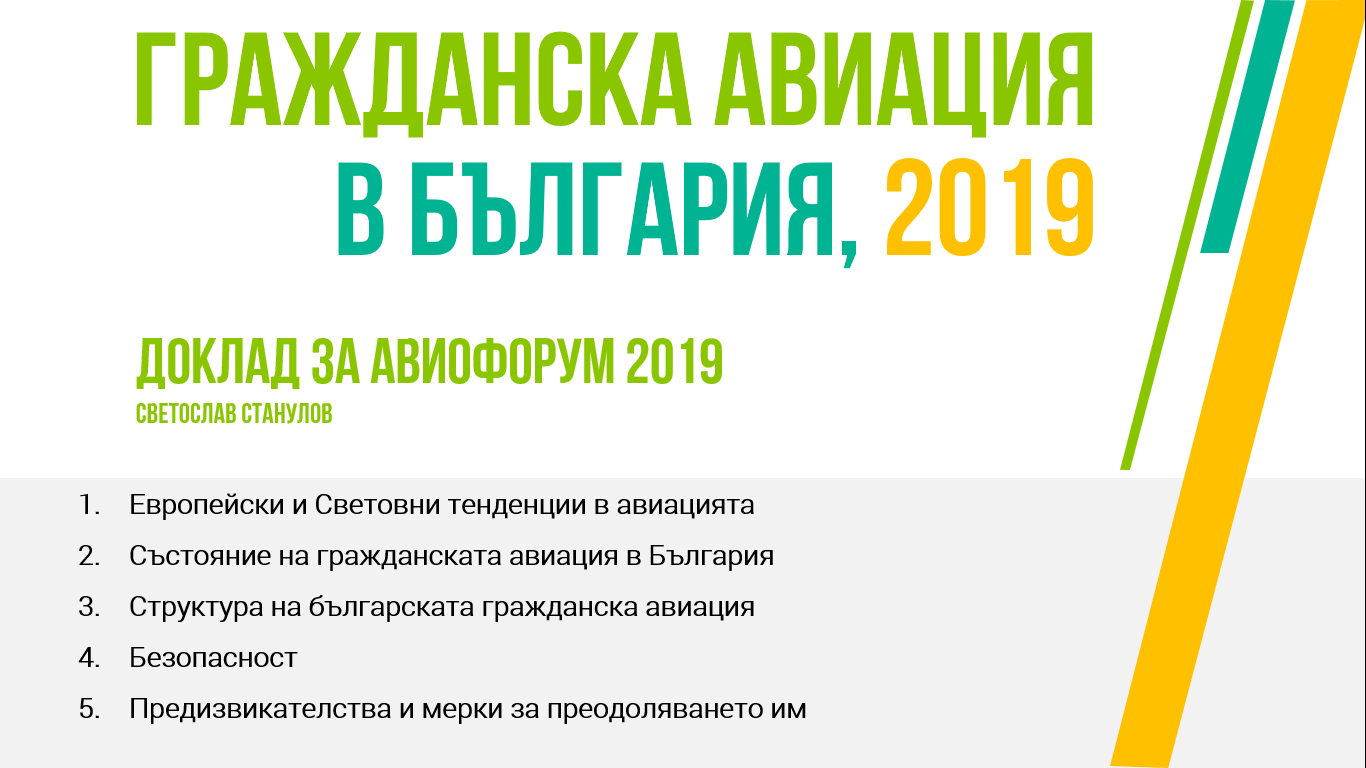 ГРАЖДАНСКА АВИАЦИЯ
В БЪЛГАРИЯ, 2019
ДОКЛАД ЗА АВИОФОРУМ 2019
СВЕТОСЛАВ СТАНУЛОВ
1. Европейски и Световни тенденции в авиацията
2. Състояние на гражданската авиация в България
3. Структура на българската гражданска авиация
4. Безопасност
5. Предизвикателства и мерки за преодоляването им